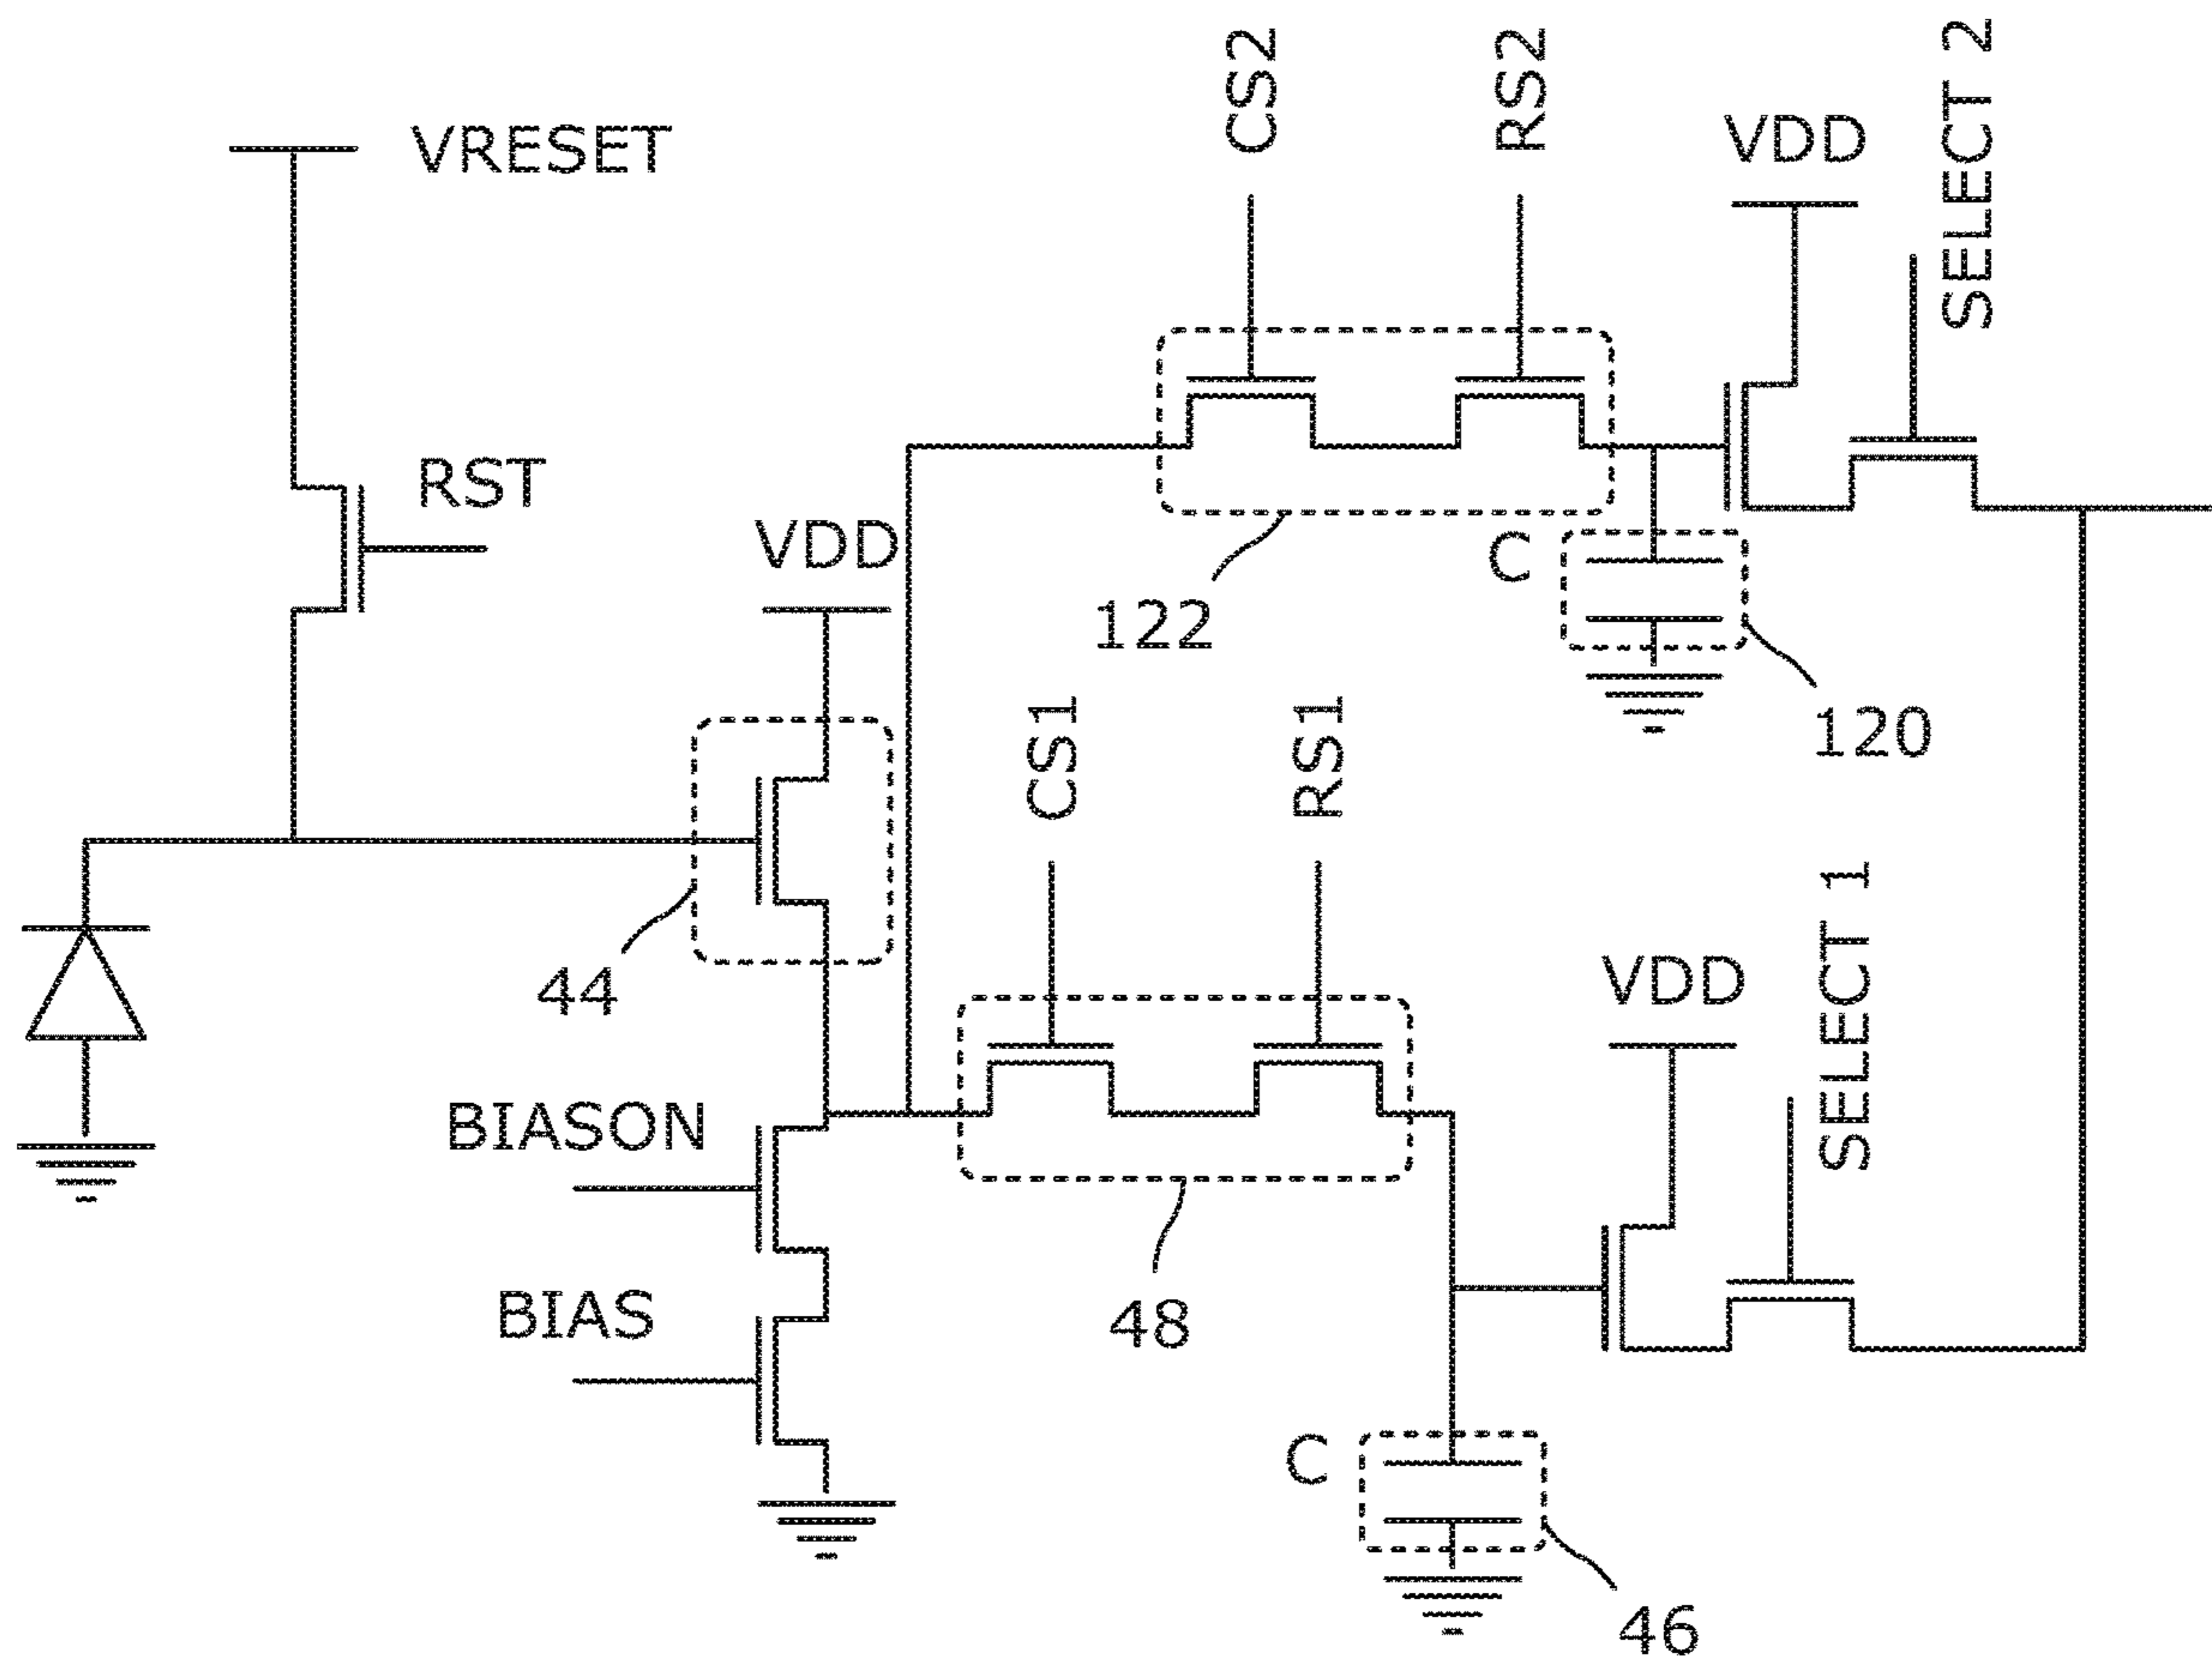 CS2
RS2
SELECT 2
VRESET
VDD
RST
VDD
C
122
120
CS1
RS1
44
SELECT 1
VDD
BIASON
BIAS
48
C
46